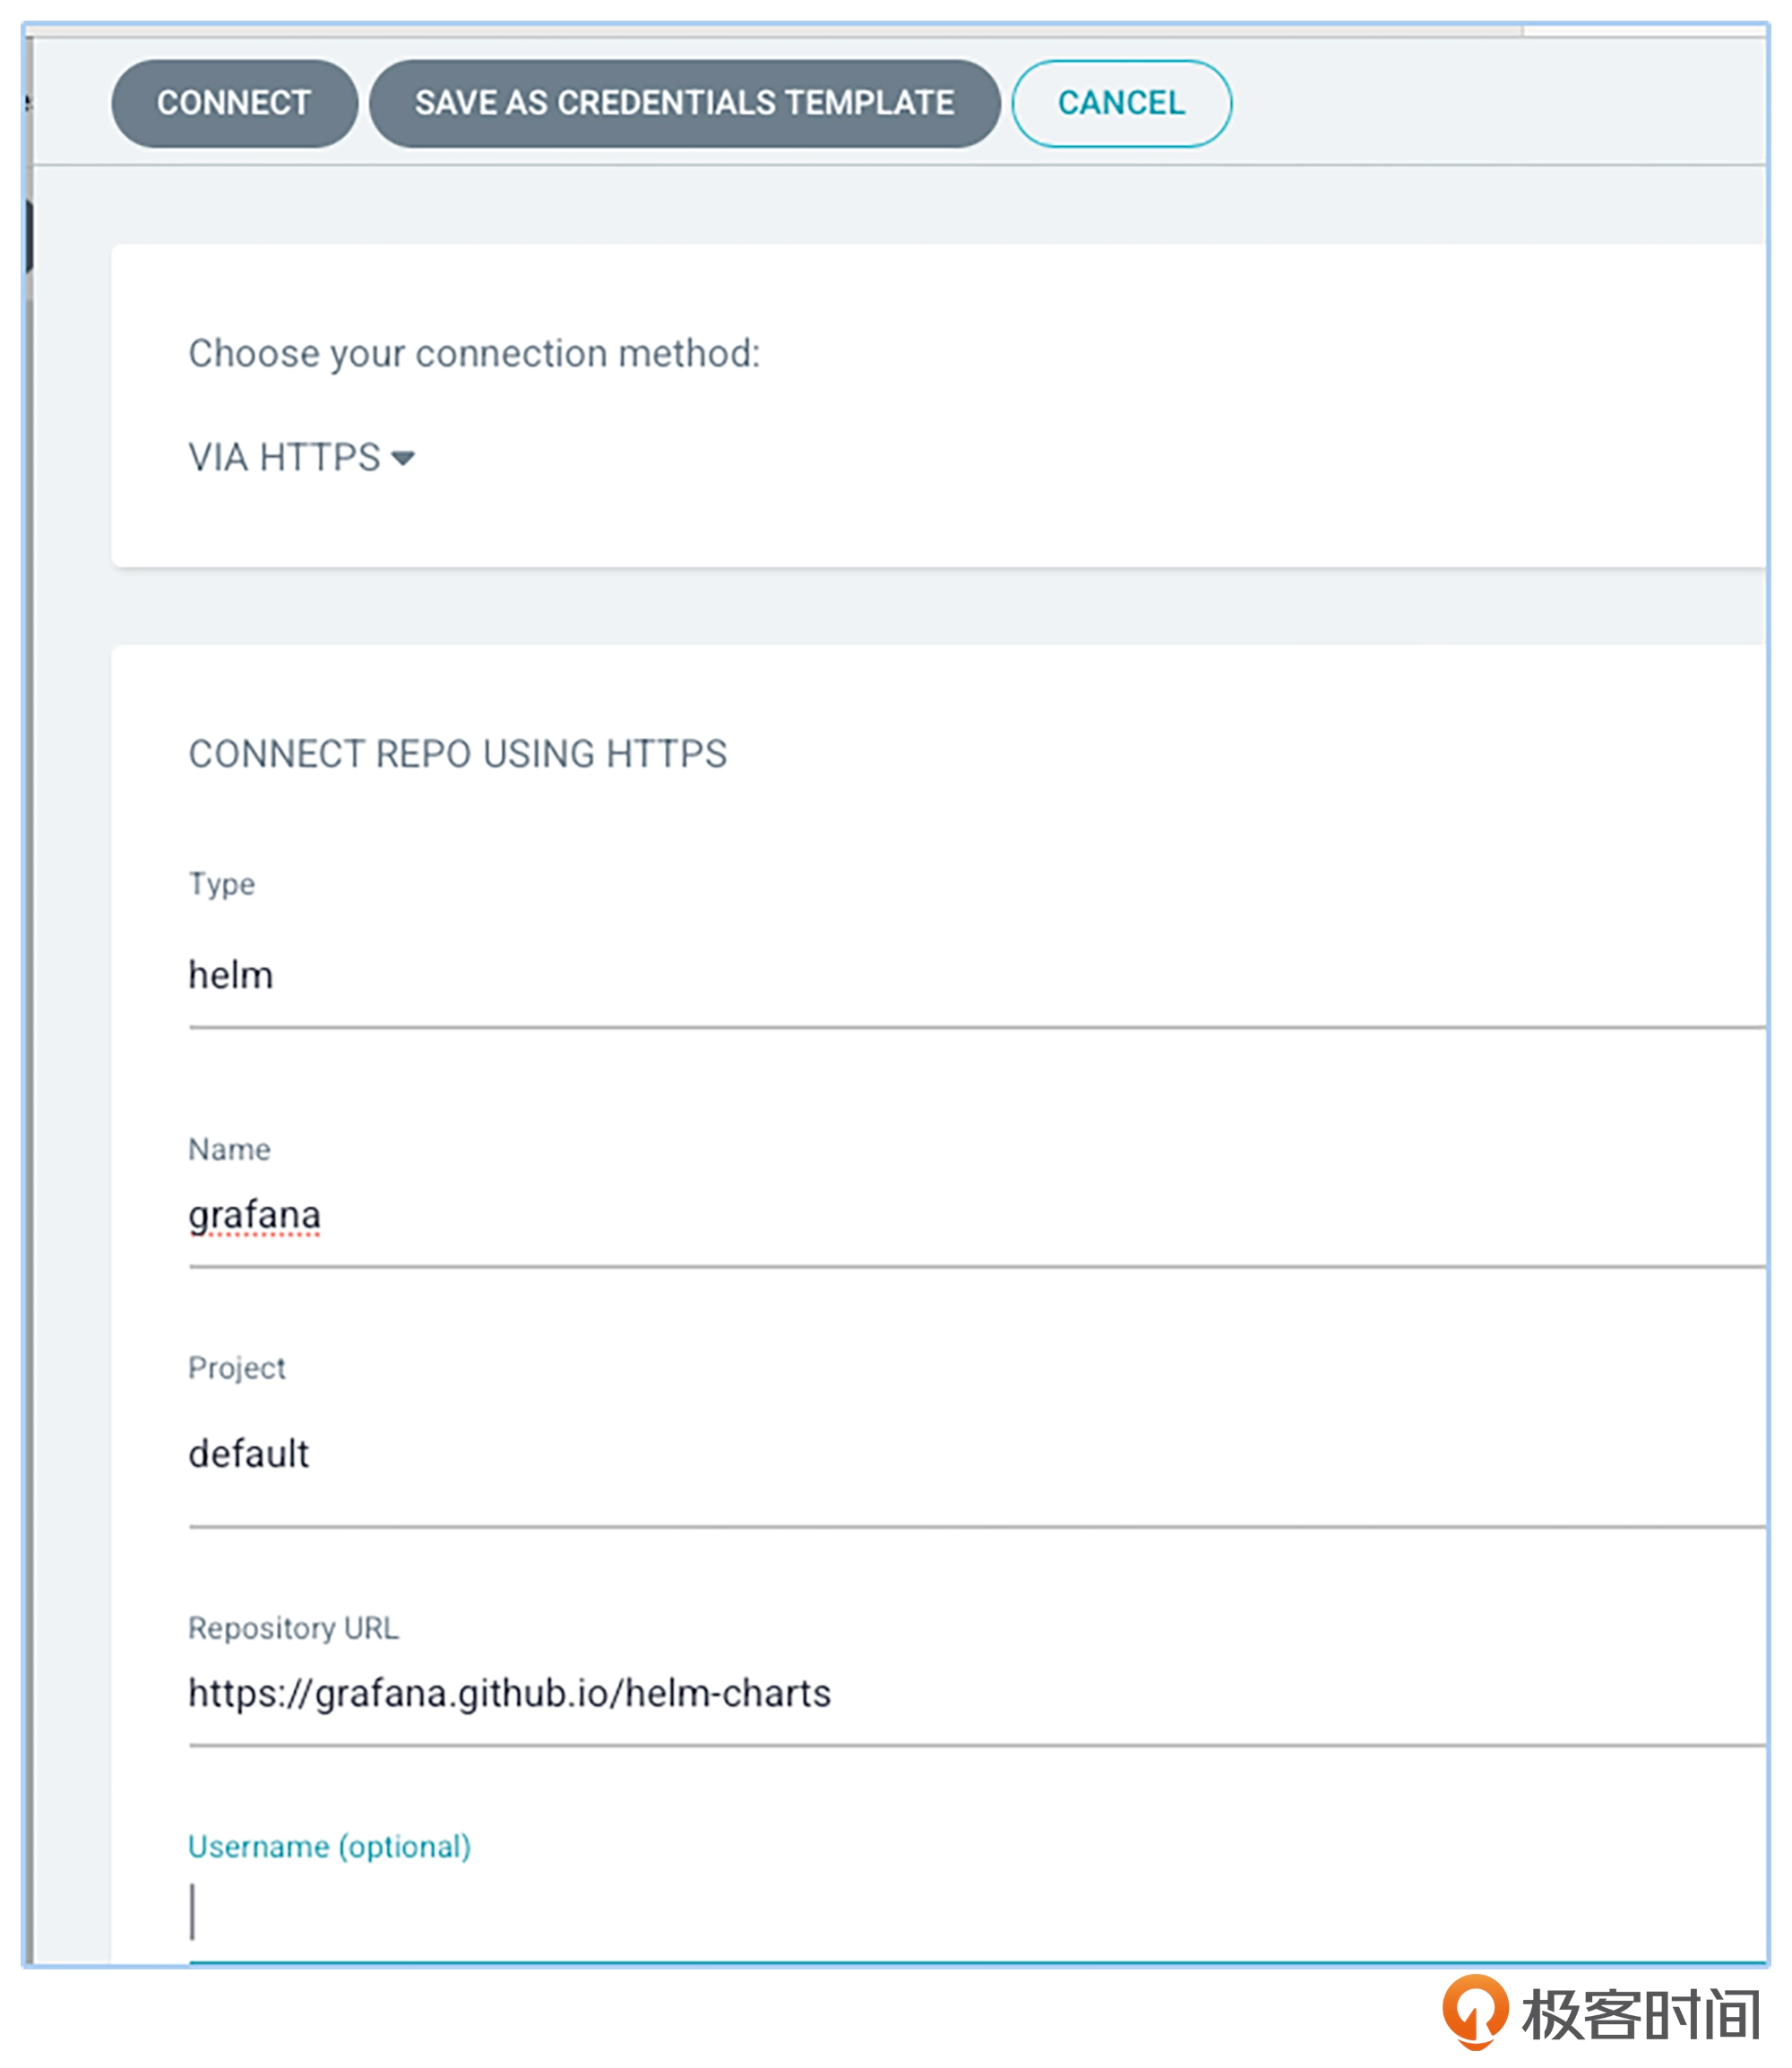 CONNECT SAVE AS CREDENTIALS TEMPLATE CANCEL
Choose your connection method:
VIA HTTPS
CONNECT REPO USING HTTPS
Type
helm
Name
grafana
Project
default
Repository URL
https://grafana.github.io/helm-charts
Username (optional)
极客时间